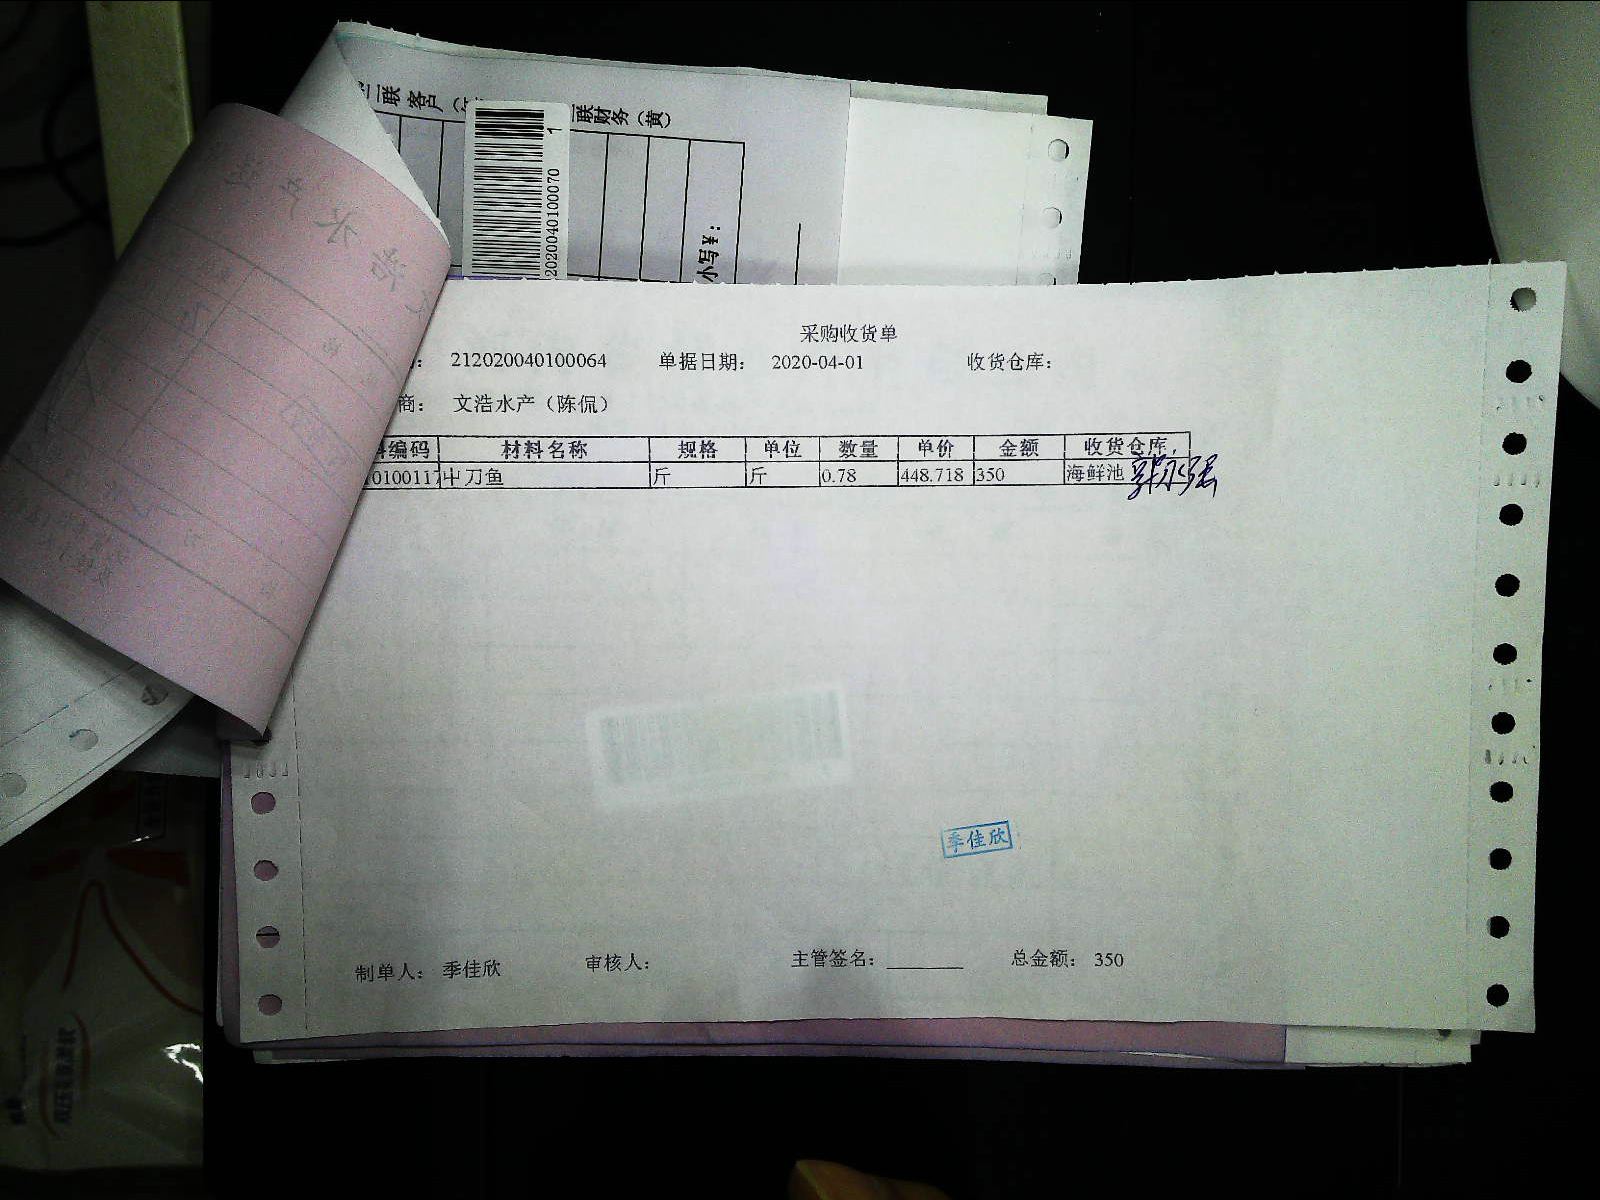 二联客户
联财务（黄）
202004010007​0 1
小写￥：
采购收货单
： 212020040100064 单据日期： 2020-04-01 收货仓库：
商： 文浩水产（陈侃）
编码 材料名称 规格 单位 数量 单价 金额 收货仓库
0100117 中刀鱼 斤 斤 0.78 448.718 350 海鲜池
季佳欣
制单人： 季佳欣 审核人： 主管签名： 总金额： 350